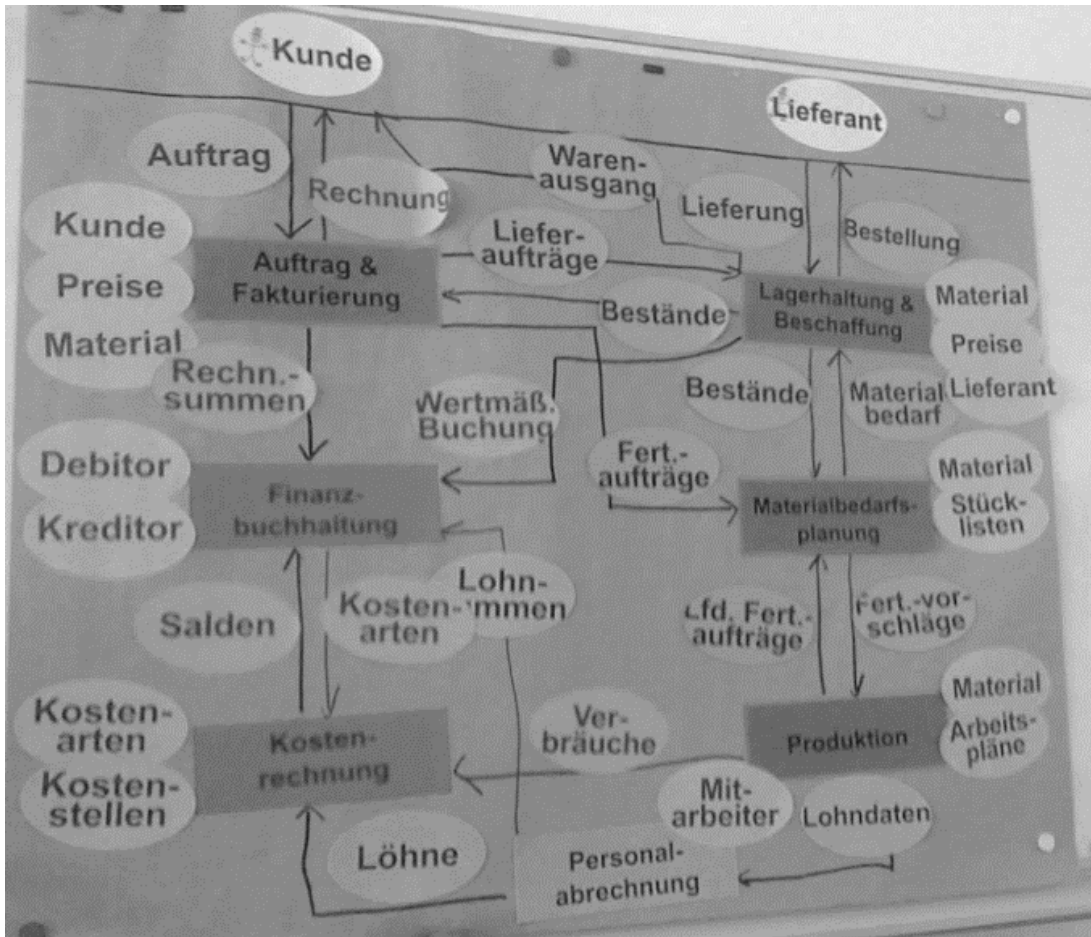 Kunde
Lieferant
Auftrag
Rechnung
Waren-
ausgang
Lieferung
Bestellung
Kunde
Preise
Material
Auftrag &
Fakturierung
Liefer-
aufträge
Bestände
Lagerhaltung &
Beschaffung
Material
Preise
Lieferant
Rechn.-
summen
Wertmäß.
Buchung
Bestände
Material
bedarf
Fert.-
aufträge
Debitor
Kreditor
Finanz-
buchhaltung
Materialbedarfs-
planung
Material
Stück-
listen
Salden
Kosten-
arten
Lohn-
Lfd. Fert.-
aufträge
Fert.-vor-
schläge
Kosten-
arten
Kosten-
stellen
Kosten-
rechnung
Ver-
bräuche
Produktion
Material
Arbeits-
pläne
Mit-
arbeiter
Lohndaten
Löhne
Personal-
abrechnung